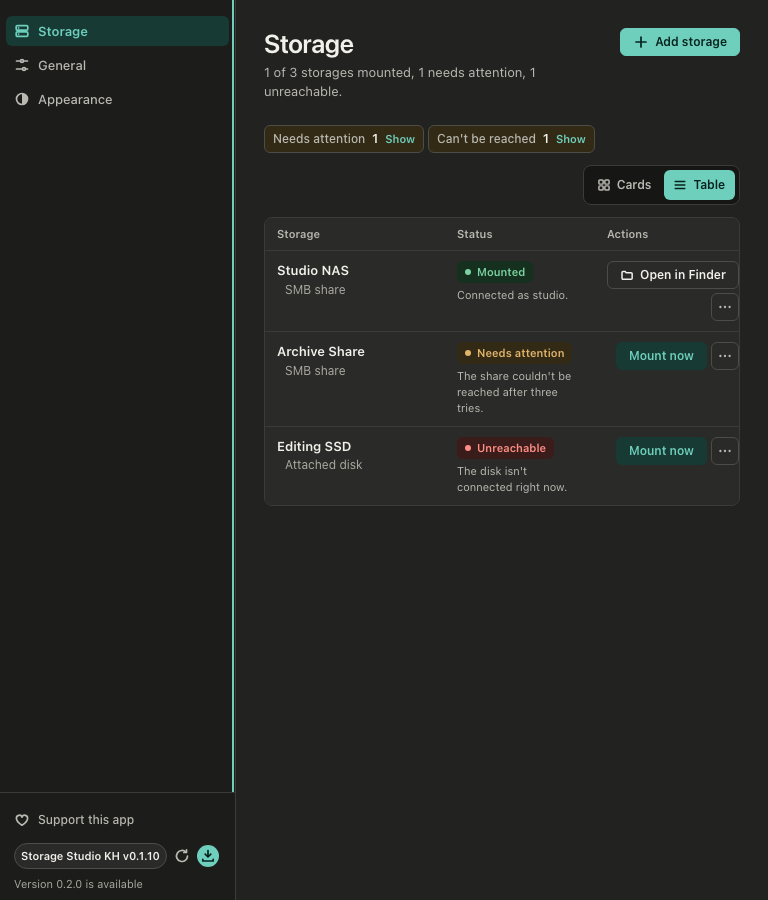 Storage
General
Appearance
Storage
Add storage
1 of 3 storages mounted, 1 needs attention, 1
unreachable.
Needs attention 1 Show
Can't be reached 1 Show
Cards
Table
Storage Status Actions
Studio NAS
SMB share
Mounted
Connected as studio.
Open in Finder
Archive Share
SMB share
Needs attention
The share couldn't be
reached after three
tries.
Mount now
Editing SSD
Attached disk
Unreachable
The disk isn't
connected right now.
Mount now
Support this app
Storage Studio KH v0.1.10
Version 0.2.0 is available